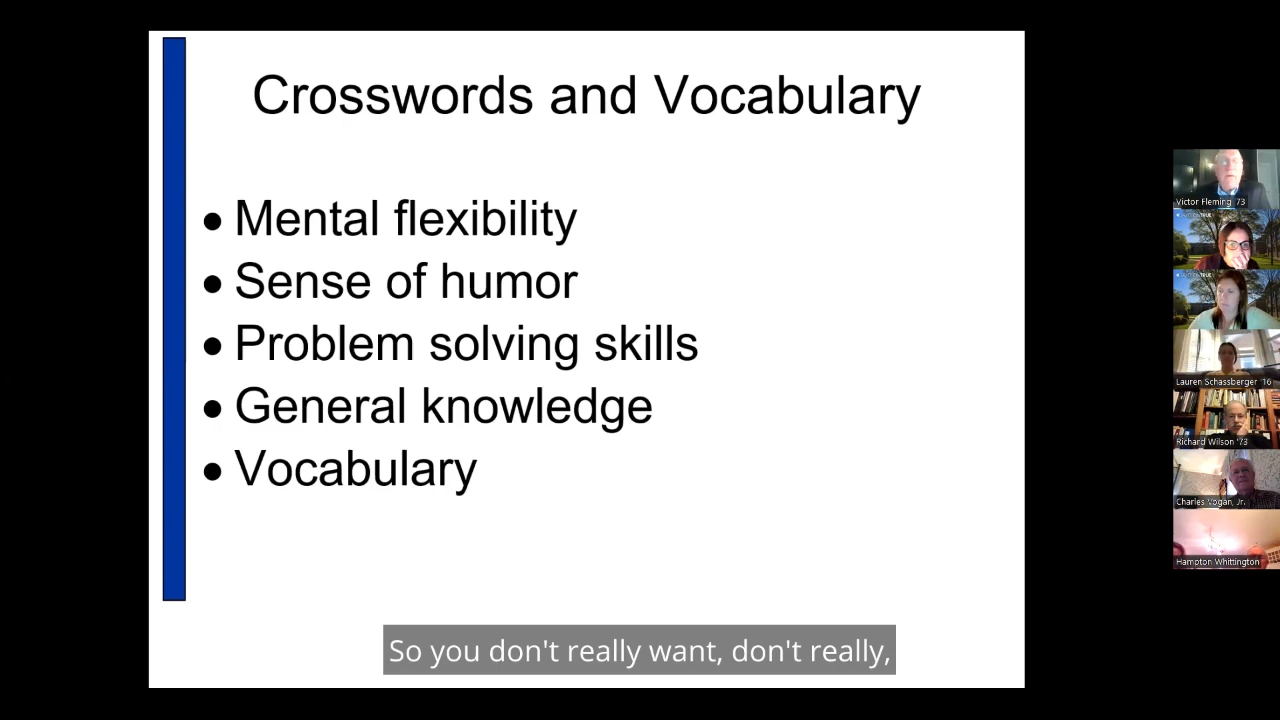 Crosswords and Vocabulary
• Mental flexibility
• Sense of humor
• Problem solving skills
• General knowledge
• Vocabulary
So you don't really want, don't really,
Victor Fleming '73
Lauren Schassberger '16
Richard Wilson '73
Charles Vogan, Jr.
Hampton Whittington